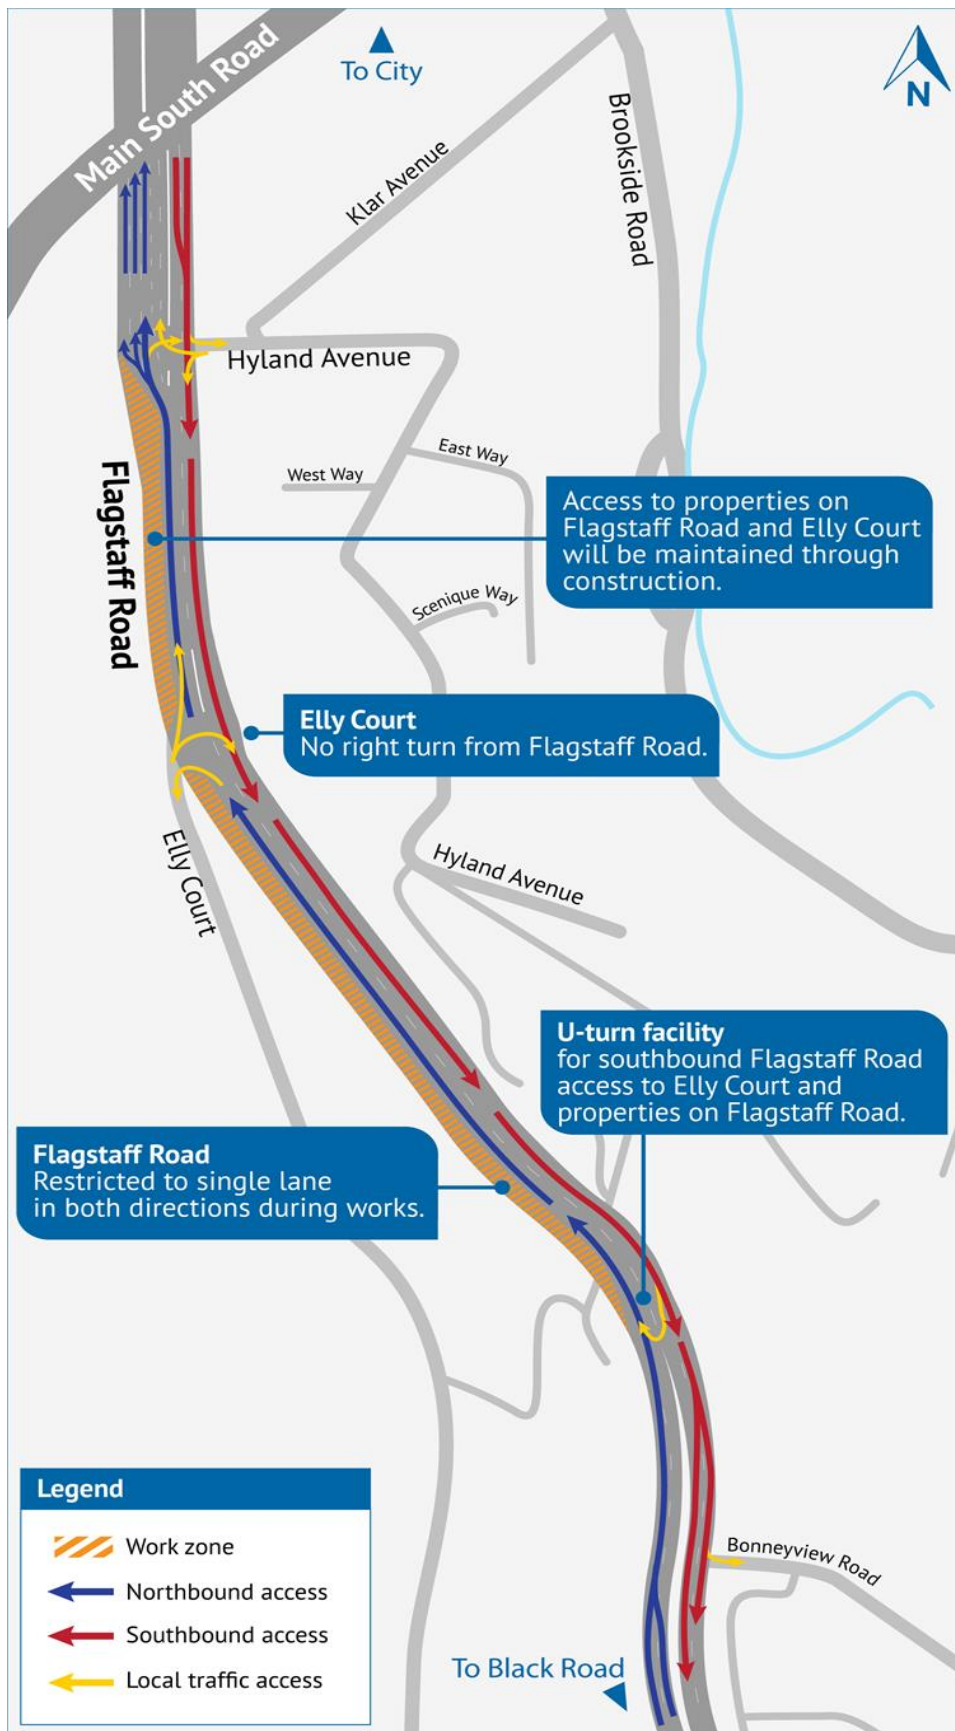 To City
N
Main South Road
Klar Avenue
Brookside Road
Hyland Avenue
East Way
West Way
Flagstaff Road
Access to properties on
Flagstaff Road and Elly Court
will be maintained through
construction.
Scenique Way
Elly Court
No right turn from Flagstaff Road.
Elly Court
Hyland Avenue
U-turn facility
for southbound Flagstaff Road
access to Elly Court and
properties on Flagstaff Road.
Flagstaff Road
Restricted to single lane
in both directions during works.
Legend
Work zone
Northbound access
Southbound access
Local traffic access
Bonneyview Road
To Black Road